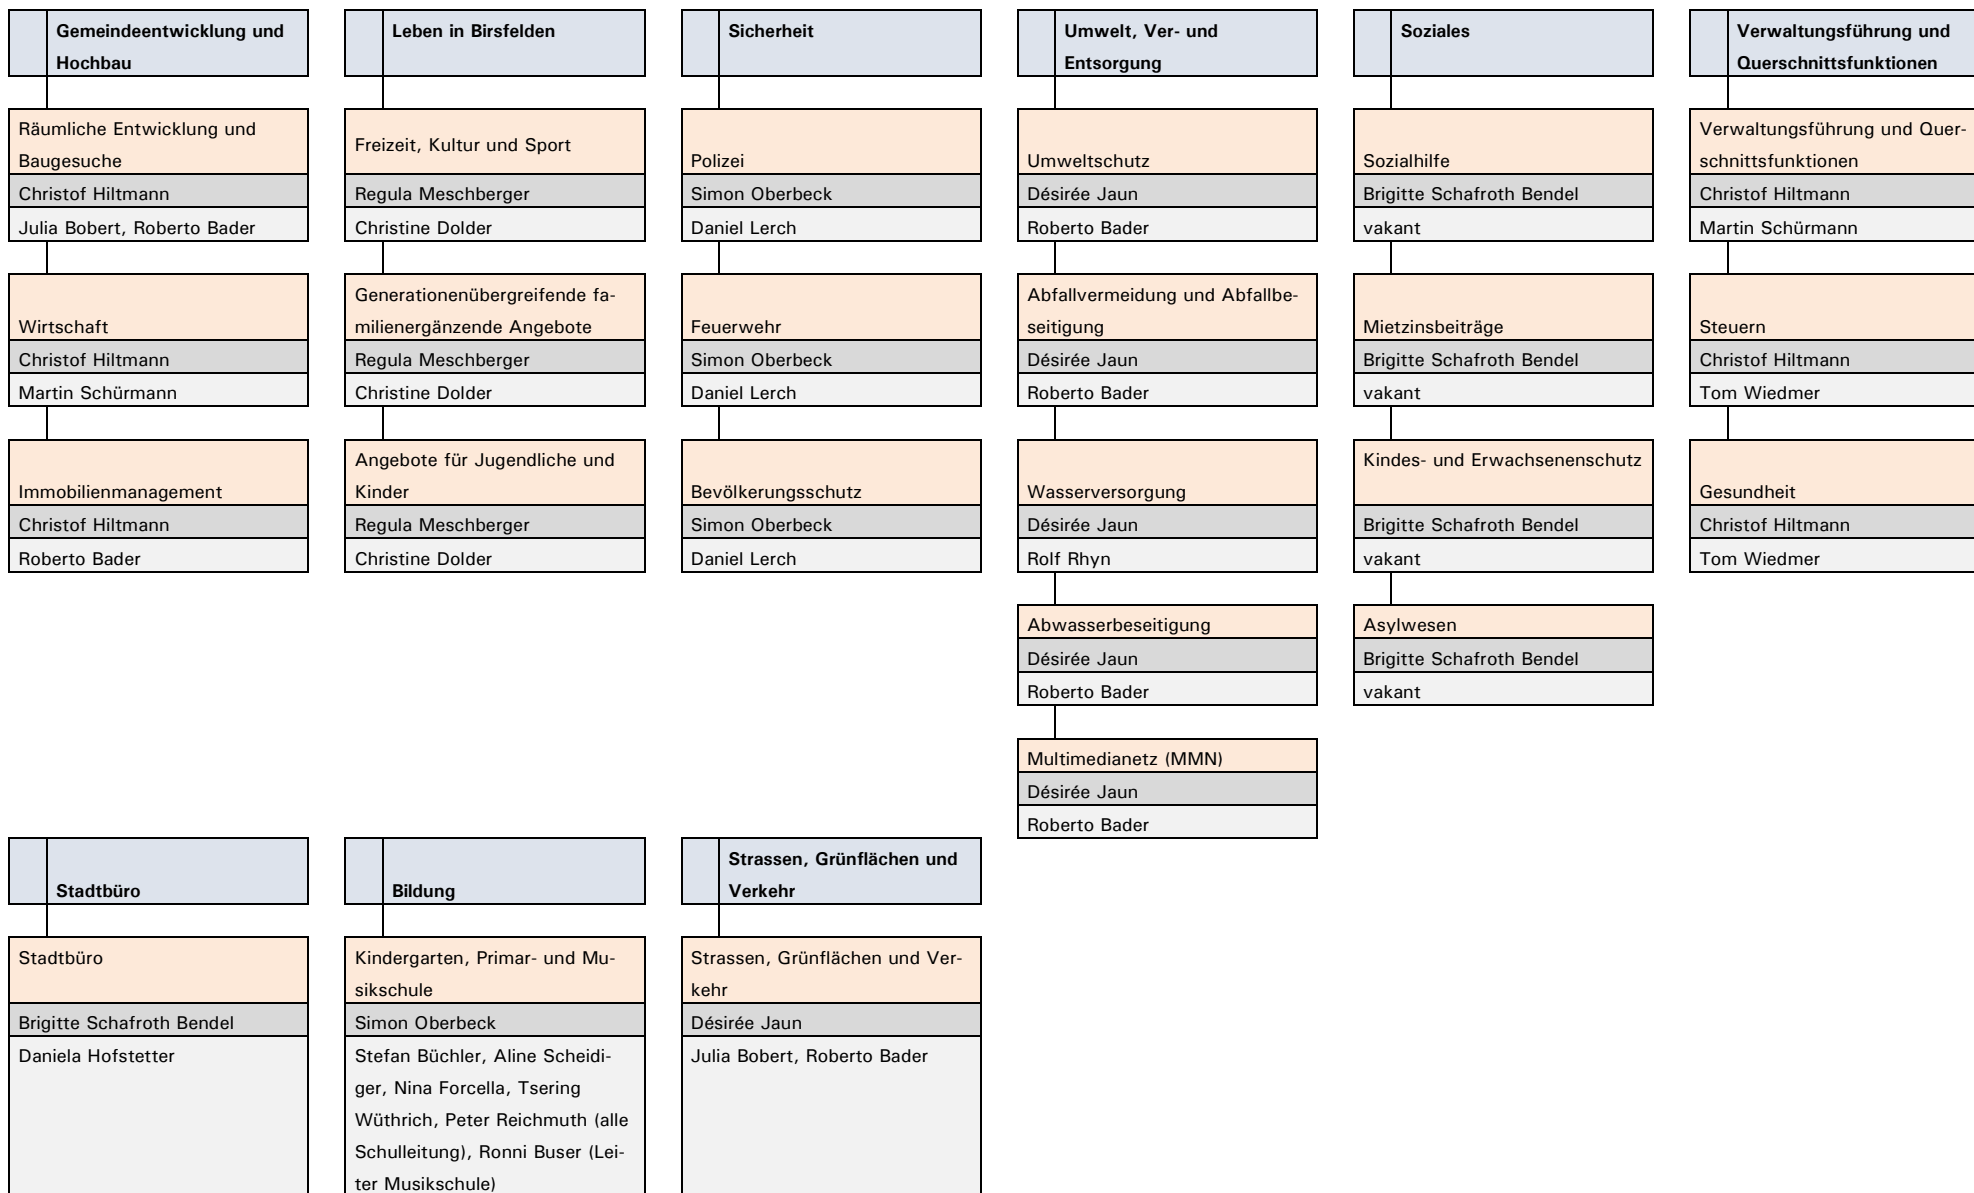 Gemeindeentwicklung und
Hochbau
Räumliche Entwicklung und
Baugesuche
Christof Hiltmann
Julia Bobert, Roberto Bader
Wirtschaft
Christof Hiltmann
Martin Schürmann
Immobilienmanagement
Christof Hiltmann
Roberto Bader
Leben in Birsfelden
Freizeit, Kultur und Sport
Regula Meschberger
Christine Dolder
Generationenübergreifende fa-
milienergänzende Angebote
Regula Meschberger
Christine Dolder
Angebote für Jugendliche und
Kinder
Regula Meschberger
Christine Dolder
Sicherheit
Polizei
Simon Oberbeck
Daniel Lerch
Feuerwehr
Simon Oberbeck
Daniel Lerch
Bevölkerungsschutz
Simon Oberbeck
Daniel Lerch
Umwelt, Ver- und
Entsorgung
Umweltschutz
Désirée Jaun
Roberto Bader
Abfallvermeidung und Abfallbe-
seitigung
Désirée Jaun
Roberto Bader
Wasserversorgung
Désirée Jaun
Rolf Rhyn
Abwasserbeseitigung
Désirée Jaun
Roberto Bader
Multimedianetz (MMN)
Désirée Jaun
Roberto Bader
Soziales
Sozialhilfe
Brigitte Schafroth Bendel
vakant
Mietzinsbeiträge
Brigitte Schafroth Bendel
vakant
Kindes- und Erwachsenenschutz
Brigitte Schafroth Bendel
vakant
Asylwesen
Brigitte Schafroth Bendel
vakant
Verwaltungsführung und
Querschnittsfunktionen
Verwaltungsführung und Quer-
schnittsfunktionen
Christof Hiltmann
Martin Schürmann
Steuern
Christof Hiltmann
Tom Wiedmer
Gesundheit
Christof Hiltmann
Tom Wiedmer
Stadtbüro
Stadtbüro
Brigitte Schafroth Bendel
Daniela Hofstetter
Bildung
Kindergarten, Primar- und Mu-
sikschule
Simon Oberbeck
Stefan Büchler, Aline Scheidi-
ger, Nina Forcella, Tsering
Wüthrich, Peter Reichmuth (alle
Schulleitung), Ronni Buser (Lei-
ter Musikschule)
Strassen, Grünflächen und
Verkehr
Strassen, Grünflächen und Ver-
kehr
Désirée Jaun
Julia Bobert, Roberto Bader